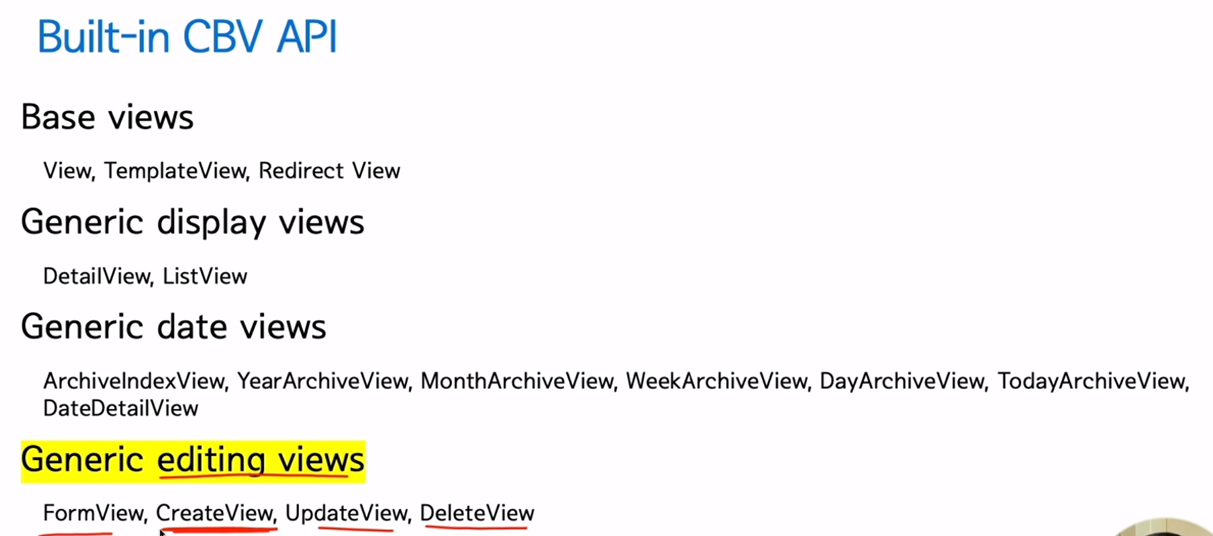 Built-in CBV API
Base views
View, TemplateView, Redirect View
Generic display views
DetailView, ListView
Generic date views
ArchiveIndexView, YearArchiveView, MonthArchiveView, WeekArchiveView, DayArchiveView, TodayArchiveView,
DateDetailView
Generic editing views
FormView, CreateView, UpdateView, DeleteView